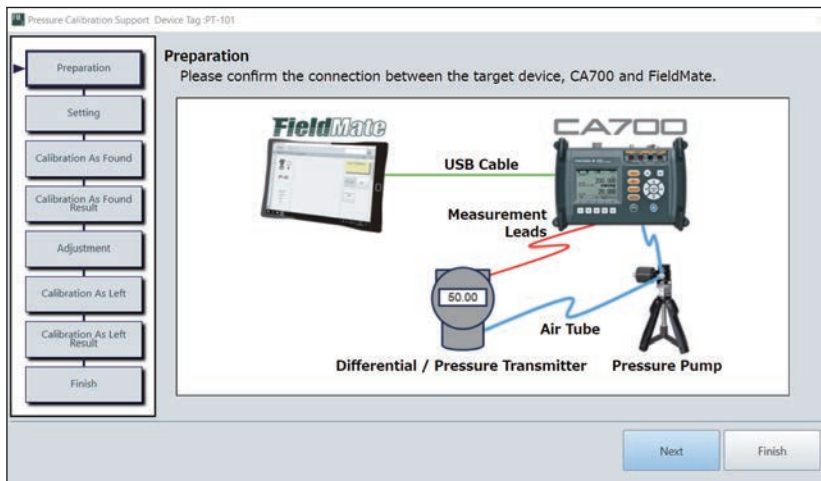 Pressure Calibration Support Device Tag :PT-101
Preparation
Setting
Calibration As Found
Calibration As Found
Result
Adjustment
Calibration As Left
Calibration As Left
Result
Finish
Preparation
Please confirm the connection between the target device, CA700 and FieldMate.
FieldMate
CA700
USB Cable
Measurement
Leads
50.00
Air Tube
Differential / Pressure Transmitter
Pressure Pump
Next
Finish